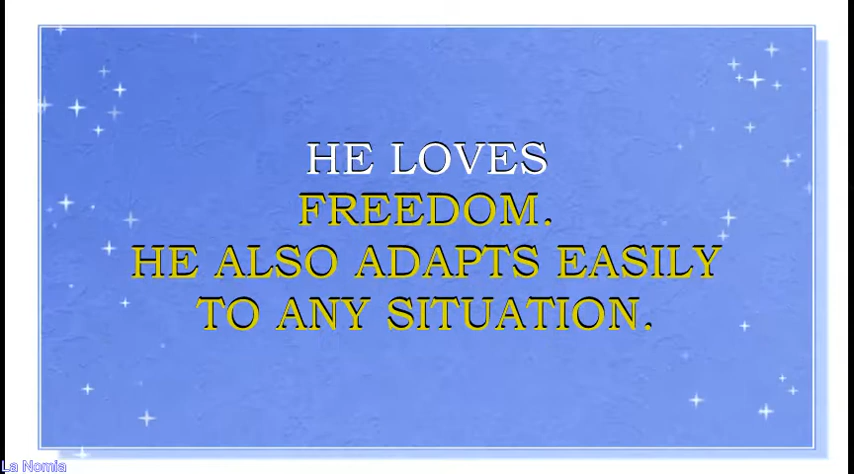 HE LOVES
FREEDOM.
HE ALSO ADAPTS EASILY
TO ANY SITUATION.
La Nomia